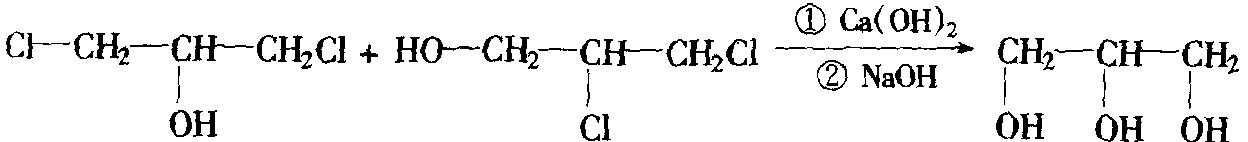 ① Ca(OH)₂
Cl—CH₂—CH—CH₂Cl + HO—CH₂—CH—CH₂Cl ⟶ CH₂—CH—CH₂
② NaOH
OH Cl OH OH OH